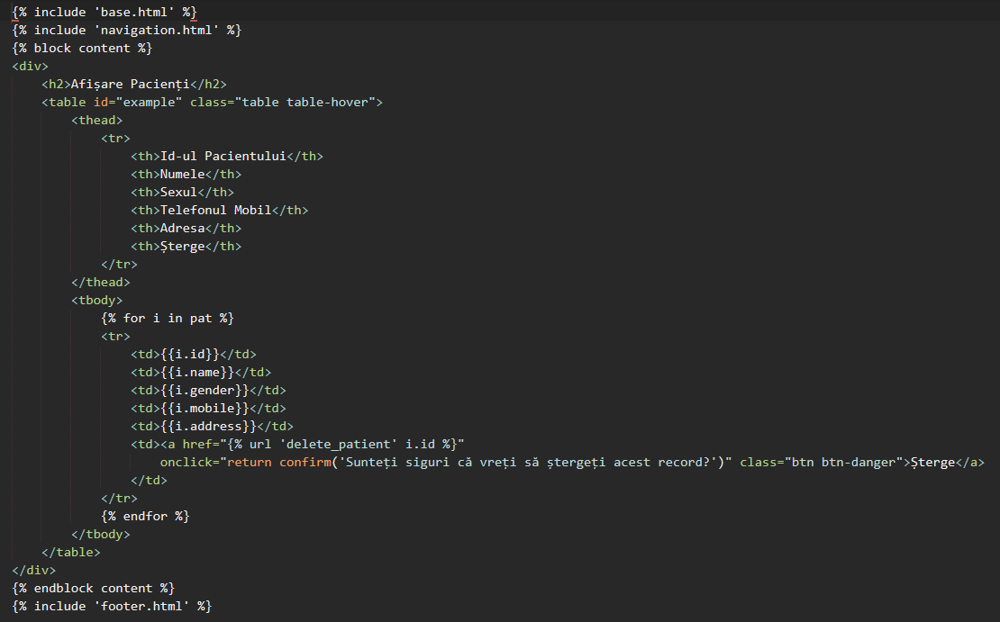 {% include 'base.html' %}
{% include 'navigation.html' %}
{% block content %}
<div>
    <h2>Afișare Pacienți</h2>
    <table id="example" class="table table-hover">
        <thead>
            <tr>
                <th>Id-ul Pacientului</th>
                <th>Numele</th>
                <th>Sexul</th>
                <th>Telefonul Mobil</th>
                <th>Adresa</th>
                <th>Șterge</th>
            </tr>
        </thead>
        <tbody>
            {% for i in pat %}
            <tr>
                <td>{{i.id}}</td>
                <td>{{i.name}}</td>
                <td>{{i.gender}}</td>
                <td>{{i.mobile}}</td>
                <td>{{i.address}}</td>
                <td><a href="{% url 'delete_patient' i.id %}"
                    onclick="return confirm('Sunteți siguri că vreți să ștergeți acest record?')" class="btn btn-danger">Șterge</a>
                </td>
            </tr>
            {% endfor %}
        </tbody>
    </table>
</div>
{% endblock content %}
{% include 'footer.html' %}